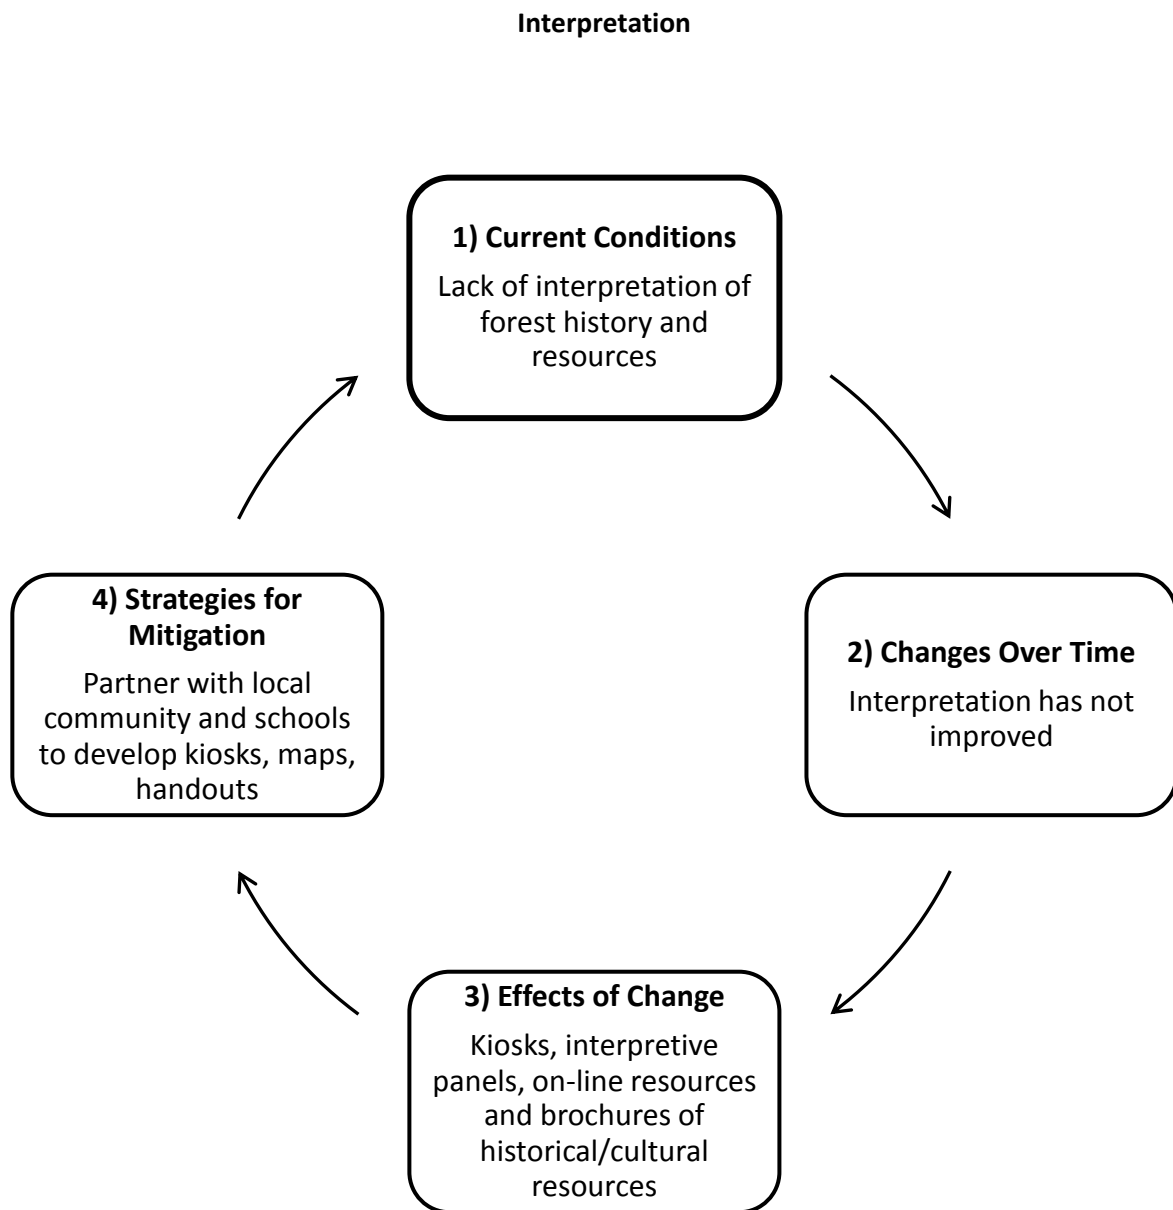 Interpretation
1) Current Conditions
Lack of interpretation of
forest history and
resources
2) Changes Over Time
Interpretation has not
improved
3) Effects of Change
Kiosks, interpretive
panels, on-line resources
and brochures of
historical/cultural
resources
4) Strategies for
Mitigation
Partner with local
community and schools
to develop kiosks, maps,
handouts